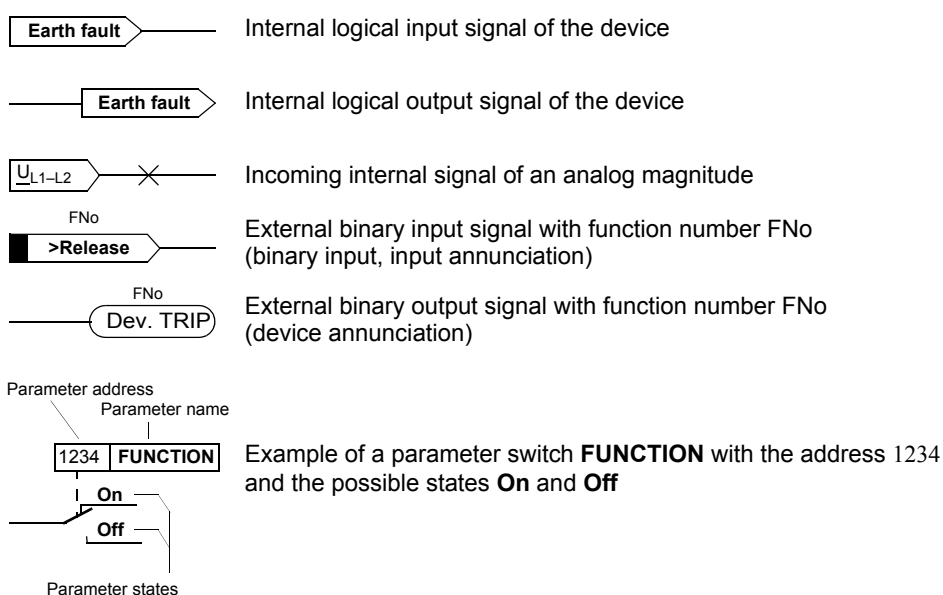 Earth fault Internal logical input signal of the device
Earth fault Internal logical output signal of the device
UL1–L2 Incoming internal signal of an analog magnitude
FNo
>Release
External binary input signal with function number FNo
(binary input, input annunciation)
FNo
Dev. TRIP
External binary output signal with function number FNo
(device annunciation)
Parameter address
Parameter name
1234 FUNCTION
Example of a parameter switch FUNCTION with the address 1234
and the possible states On and Off
On
Off
Parameter states